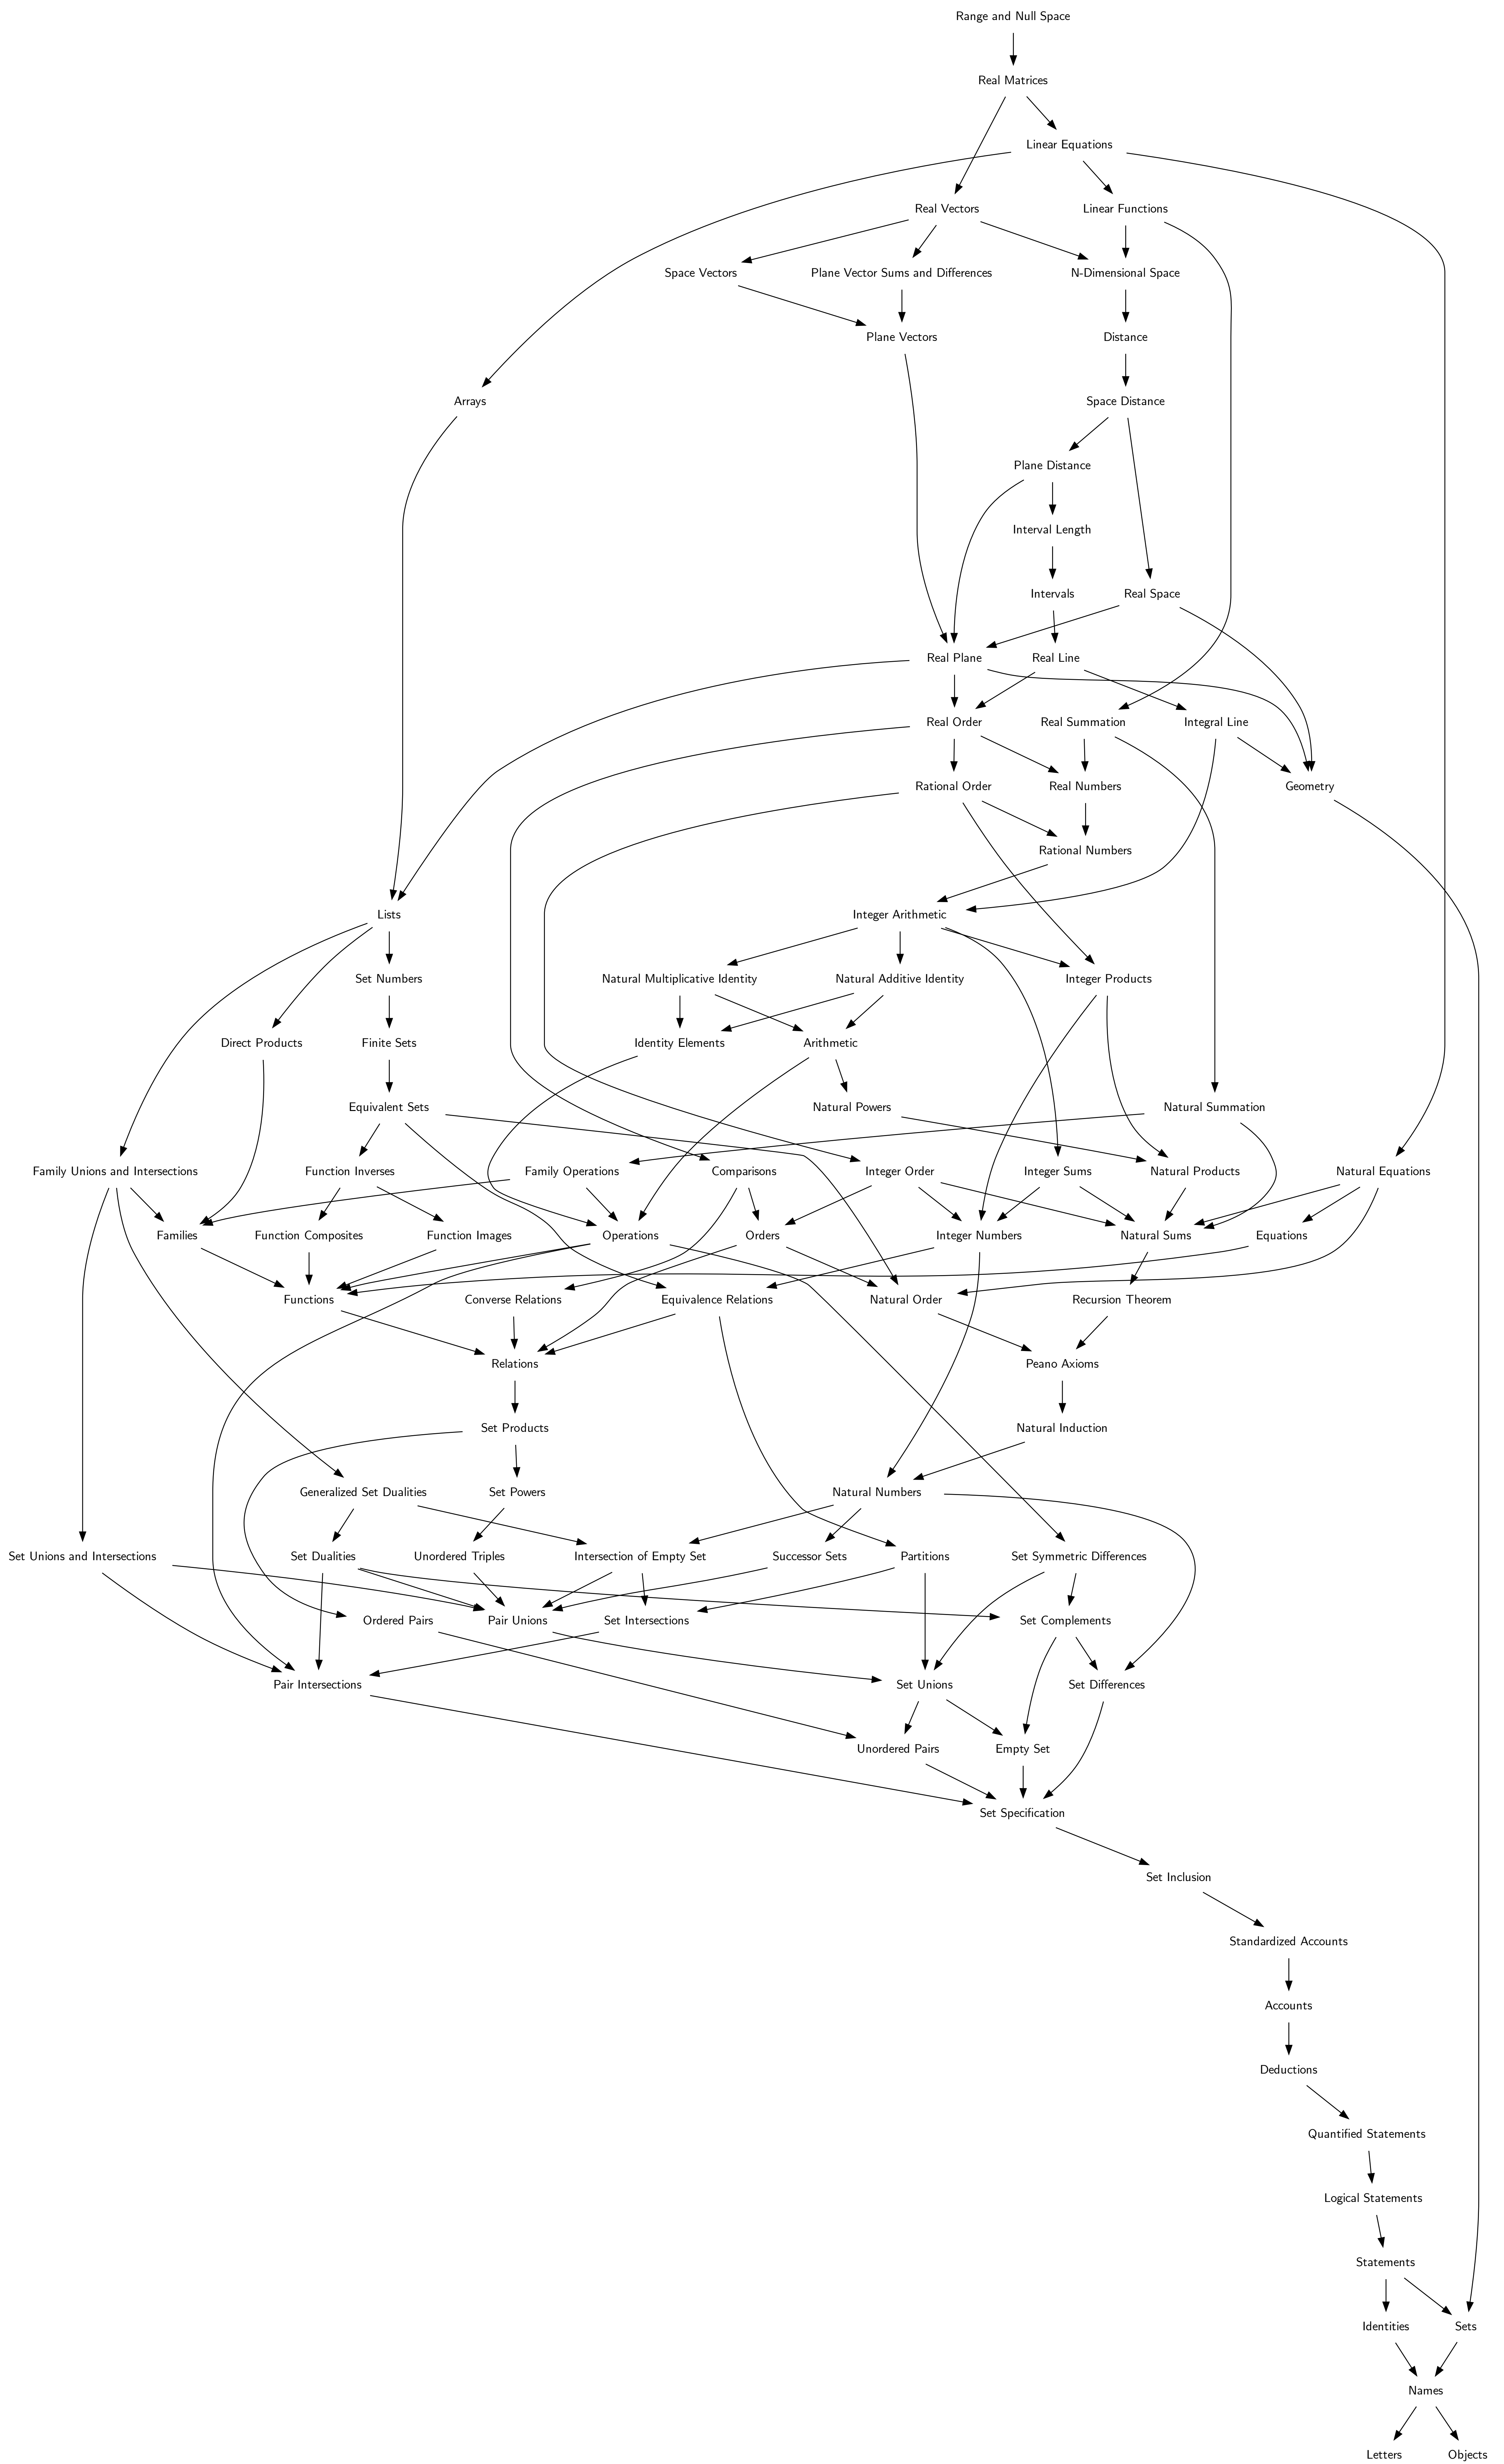 Range and Null Space
Real Matrices
Linear Equations
Real Vectors
Linear Functions
Space Vectors
Plane Vector Sums and Differences
N-Dimensional Space
Plane Vectors
Distance
Arrays
Space Distance
Plane Distance
Interval Length
Intervals
Real Space
Real Plane
Real Line
Real Order
Real Summation
Integral Line
Rational Order
Real Numbers
Geometry
Rational Numbers
Lists
Integer Arithmetic
Set Numbers
Natural Multiplicative Identity
Natural Additive Identity
Integer Products
Direct Products
Finite Sets
Identity Elements
Arithmetic
Equivalent Sets
Natural Powers
Natural Summation
Family Unions and Intersections
Function Inverses
Family Operations
Comparisons
Integer Order
Integer Sums
Natural Products
Natural Equations
Families
Function Composites
Function Images
Operations
Orders
Integer Numbers
Natural Sums
Equations
Functions
Converse Relations
Equivalence Relations
Natural Order
Recursion Theorem
Relations
Peano Axioms
Set Products
Natural Induction
Generalized Set Dualities
Set Powers
Natural Numbers
Set Unions and Intersections
Set Dualities
Unordered Triples
Intersection of Empty Set
Successor Sets
Partitions
Set Symmetric Differences
Ordered Pairs
Pair Unions
Set Intersections
Set Complements
Pair Intersections
Set Unions
Set Differences
Unordered Pairs
Empty Set
Set Specification
Set Inclusion
Standardized Accounts
Accounts
Deductions
Quantified Statements
Logical Statements
Statements
Identities
Sets
Names
Letters
Objects